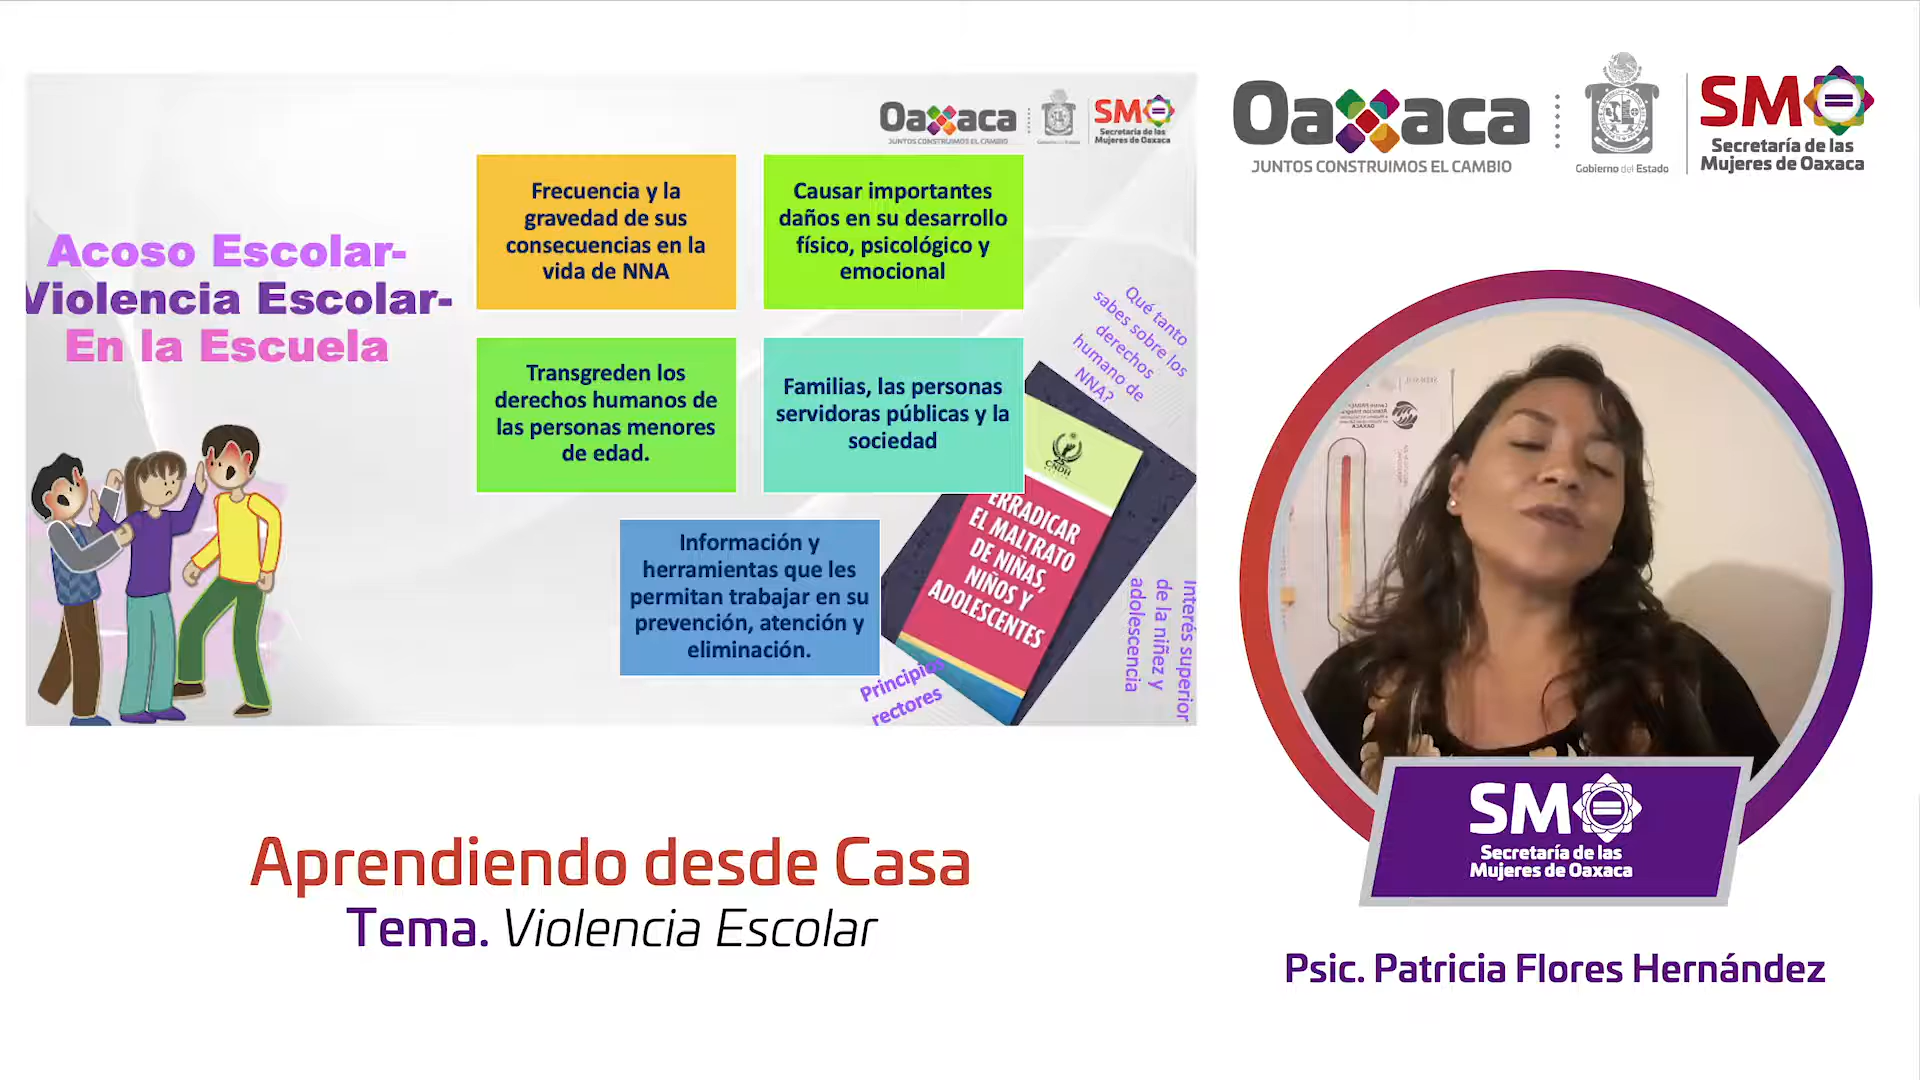 Oaxaca
JUNTOS CONSTRUIMOS EL CAMBIO
Gobierno del Estado
SM
Secretaría de las
Mujeres de Oaxaca
Acoso Escolar-
Violencia Escolar-
En la Escuela
Frecuencia y la
gravedad de sus
consecuencias en la
vida de NNA
Causar importantes
daños en su desarrollo
físico, psicológico y
emocional
Transgreden los
derechos humanos de
las personas menores
de edad.
Familias, las personas
servidoras públicas y la
sociedad
Información y
herramientas que les
permitan trabajar en su
prevención, atención y
eliminación.
Qué tanto
sabes sobre los
derechos
humano de
NNA?
CNDH
ERRADICAR
EL MALTRATO
DE NIÑAS,
NIÑOS Y
ADOLESCENTES
Principios
rectores
Interés superior
de la niñez y
adolescencia
Oaxaca
JUNTOS CONSTRUIMOS EL CAMBIO
Gobierno del Estado
SM
Secretaría de las
Mujeres de Oaxaca
SM
Secretaría de las
Mujeres de Oaxaca
Aprendiendo desde Casa
Tema. Violencia Escolar
Psic. Patricia Flores Hernández